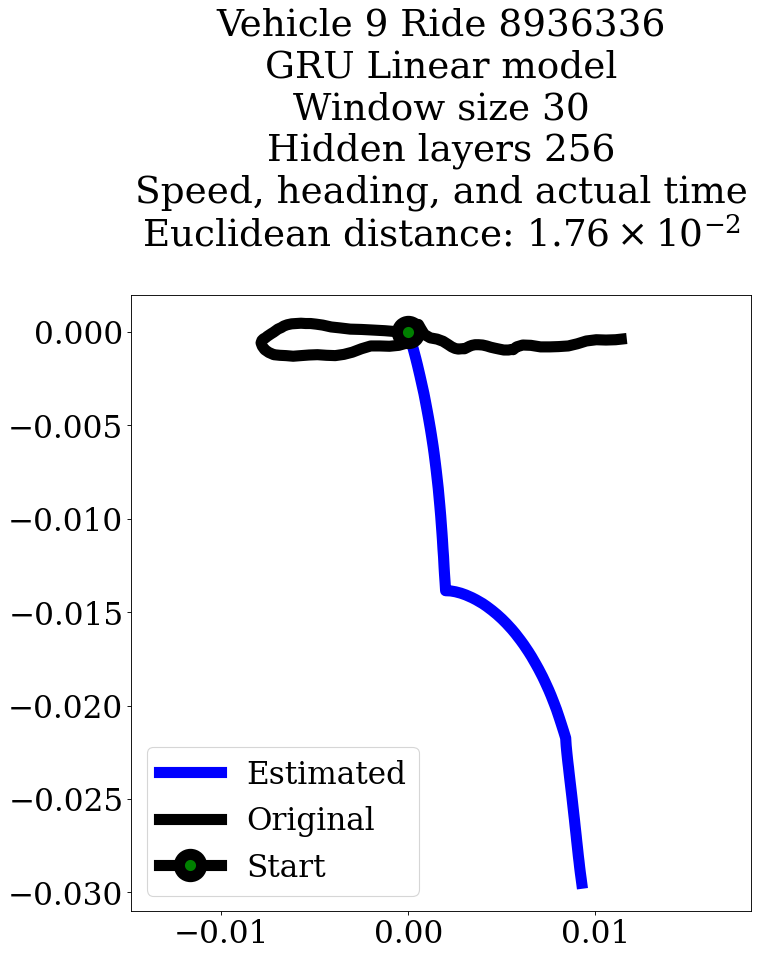 Vehicle 9 Ride 8936336
GRU Linear model
Window size 30
Hidden layers 256
Speed, heading, and actual time
Euclidean distance: 1.76 × 10⁻²
0.000
−0.005
−0.010
−0.015
−0.020
−0.025
−0.030
Estimated
Original
Start
−0.01
0.00
0.01